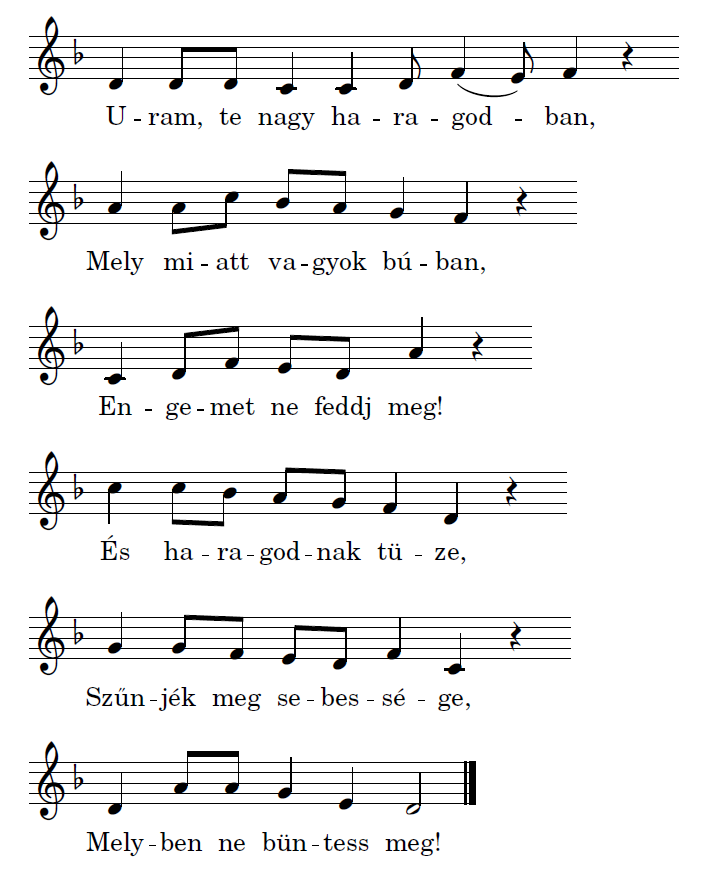 U - ram, te nagy ha - ra - god - ban,
Mely mi - att va - gyok bú - ban,
En - ge - met ne feddj meg!
És ha - ra - god - nak tü - ze,
Szűn - jék meg se - bes - sé - ge,
Mely - ben ne bün - tess meg!